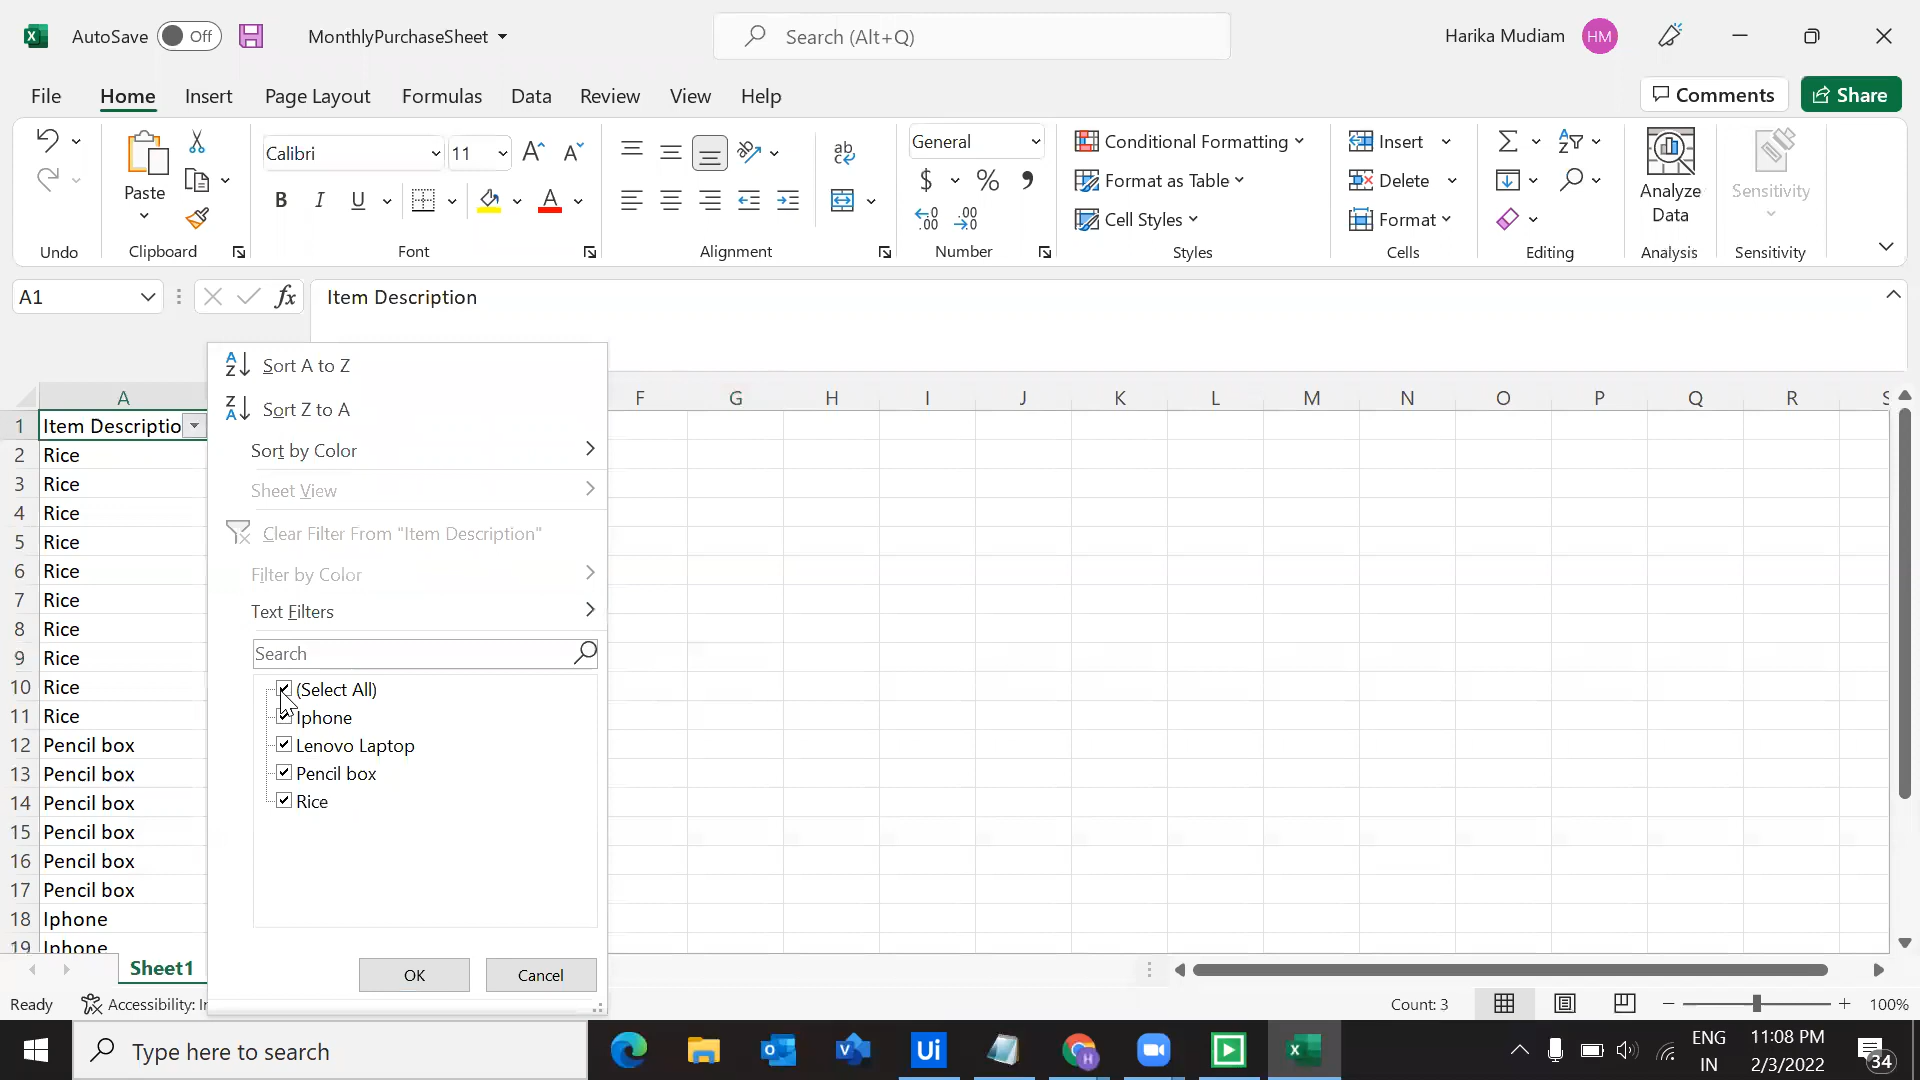 AutoSave Off MonthlyPurchaseSheet Search (Alt+Q) Harika Mudiam HM
File Home Insert Page Layout Formulas Data Review View Help Comments Share
Paste
Calibri 11
B I U
General
$ %
Conditional Formatting
Format as Table
Cell Styles
Insert
Delete
Format
Analyze
Data
Sensitivity
Undo Clipboard Font Alignment Number Styles Cells Editing Analysis Sensitivity
A1 fx Item Description
Sort A to Z
Sort Z to A
Sort by Color
Sheet View
Clear Filter From "Item Description"
Filter by Color
Text Filters
Search
(Select All)
Iphone
Lenovo Laptop
Pencil box
Rice
OK Cancel
A F G H I J K L M N O P Q R S
1 Item Descriptio
2 Rice
3 Rice
4 Rice
5 Rice
6 Rice
7 Rice
8 Rice
9 Rice
10 Rice
11 Rice
12 Pencil box
13 Pencil box
14 Pencil box
15 Pencil box
16 Pencil box
17 Pencil box
18 Iphone
19 Iphone
Sheet1
Ready Accessibility: Count: 3 100%
Type here to search
Ui
ENG
IN
11:08 PM
2/3/2022
34